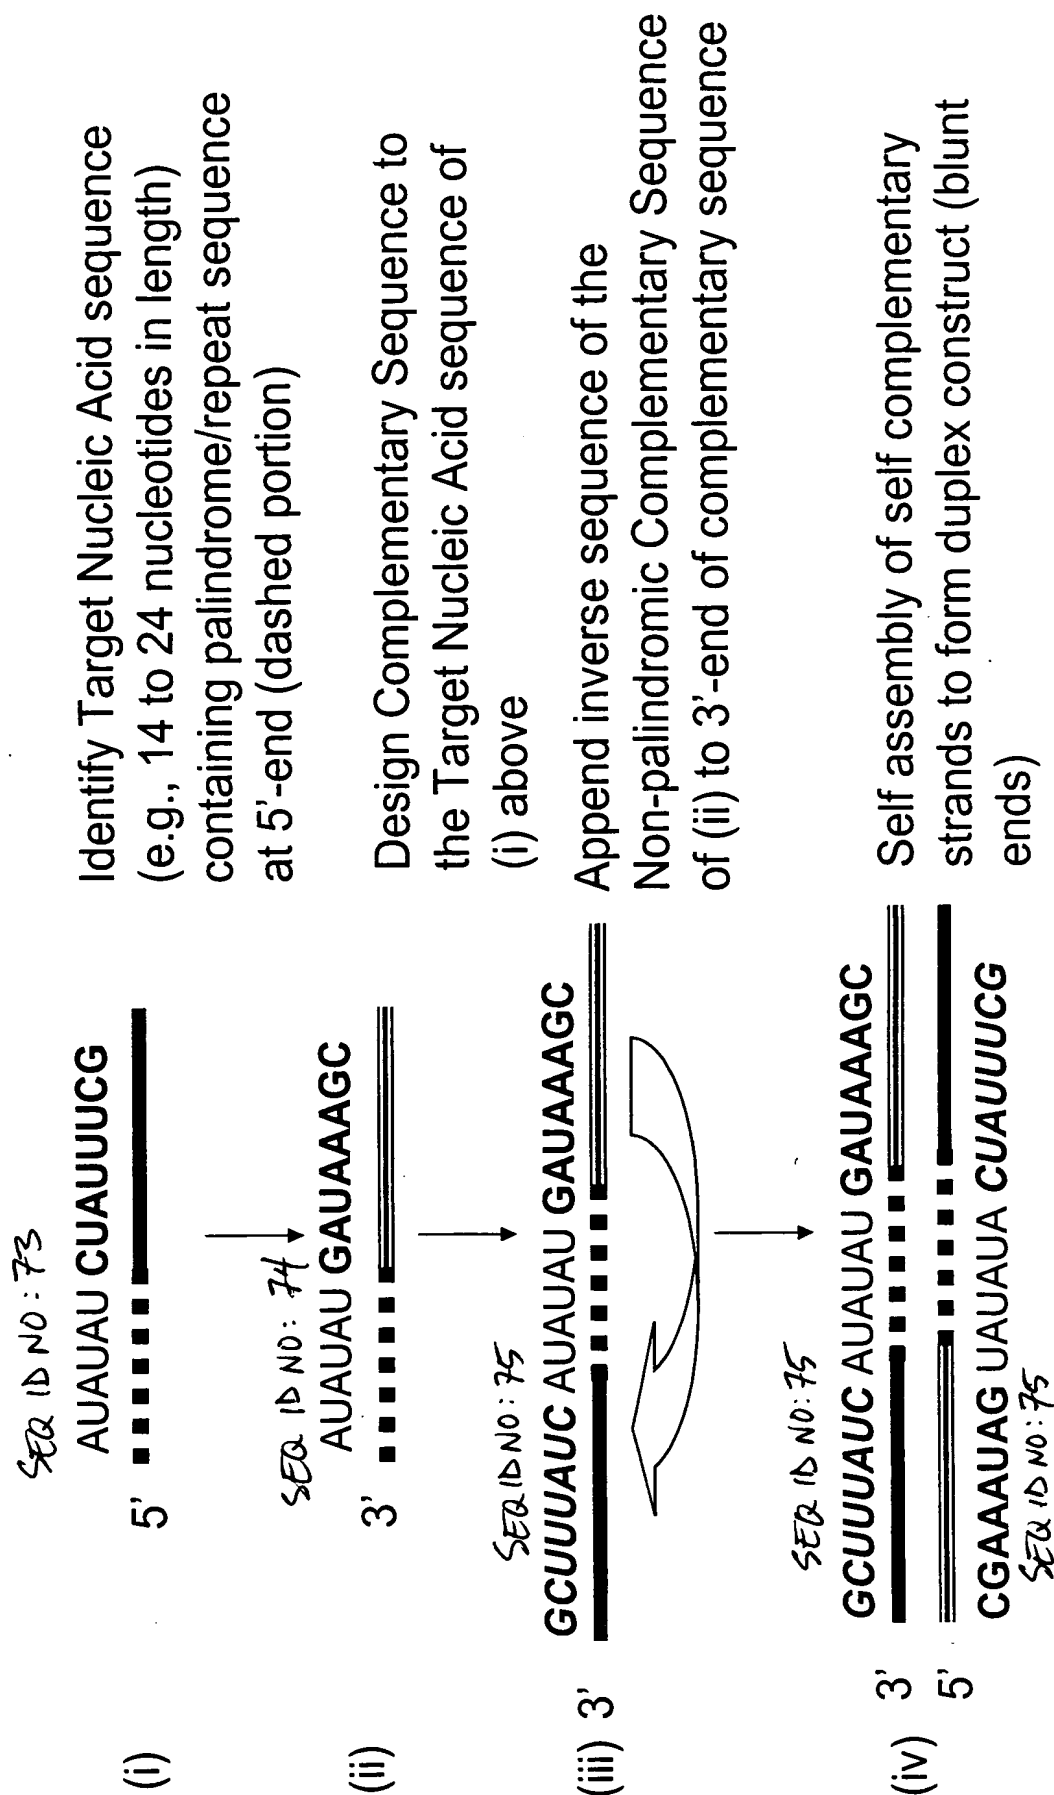 SEQ ID NO: 73
AUAUAU CUAUUUCG
5'
(i)
Identify Target Nucleic Acid sequence
(e.g., 14 to 24 nucleotides in length)
containing palindrome/repeat sequence
at 5'-end (dashed portion)
SEQ ID NO: 74
AUAUAU GAUAAAGC
3'
(ii)
Design Complementary Sequence to
the Target Nucleic Acid sequence of
(i) above
SEQ ID NO: 75
GCUUUAUC AUAUAU GAUAAAGC
(iii) 3'
Append inverse sequence of the
Non-palindromic Complementary Sequence
of (ii) to 3'-end of complementary sequence
SEQ ID NO: 75
GCUUUAUC AUAUAU GAUAAAGC
3'
(iv)
5'
CGAAAUAG UAUAUA CUAUUUCG
SEQ ID NO: 75
Self assembly of self complementary
strands to form duplex construct (blunt
ends)